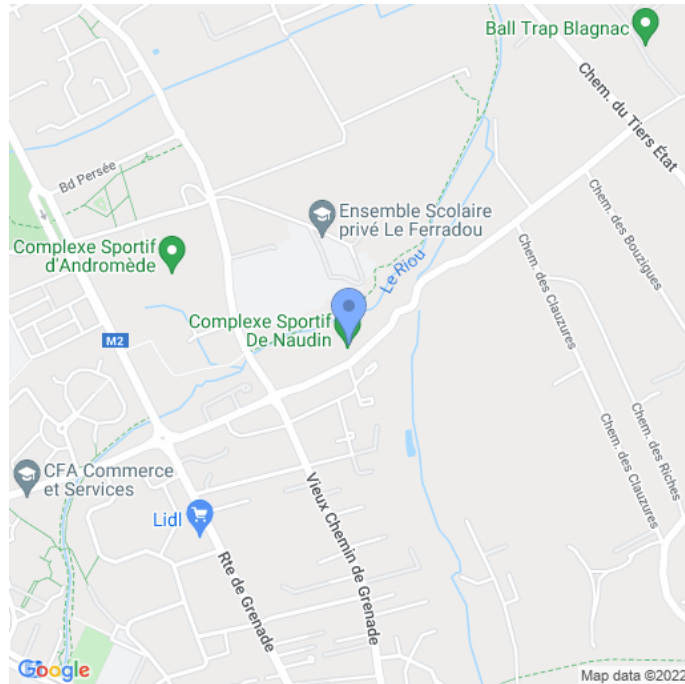 Ball Trap Blagnac
Chem. du Tiers État
Bd Persée
Chem. des Bouzigues
Ensemble Scolaire
privé Le Ferradou
Complexe Sportif
d'Andromède
Le Riou
Chem. des Clauzures
Complexe Sportif
De Naudin
M2
Chem. des Riches
CFA Commerce
et Services
Vieux Chemin de Grenade
Chem. des Clauzures
Lidl
Rte de Grenade
Google
Map data ©2022